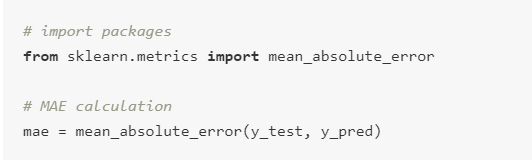 # import packages
from sklearn.metrics import mean_absolute_error
# MAE calculation
mae = mean_absolute_error(y_test, y_pred)